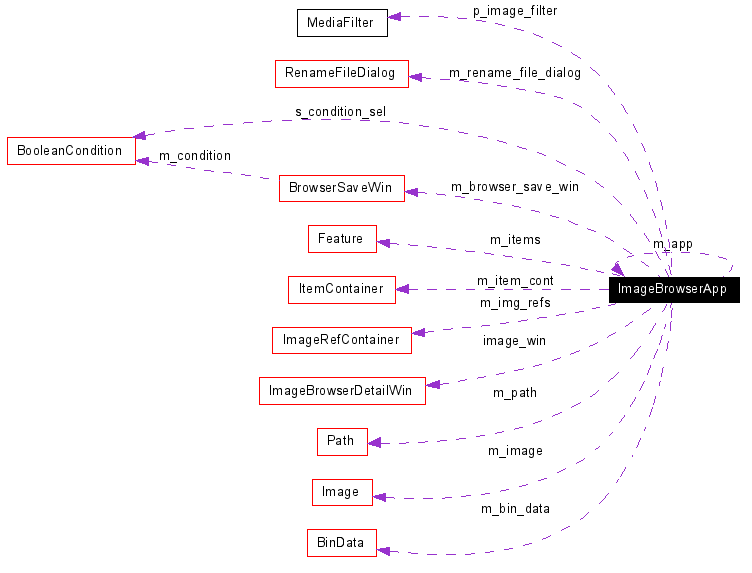 p_image_filter
MediaFilter
RenameFileDialog
m_rename_file_dialog
s_condition_sel
BooleanCondition
m_condition
BrowserSaveWin
m_browser_save_win
Feature
m_items
m_app
ItemContainer
m_item_cont
ImageBrowserApp
m_img_refs
ImageRefContainer
image_win
ImageBrowserDetailWin
m_path
Path
m_image
Image
m_bin_data
BinData